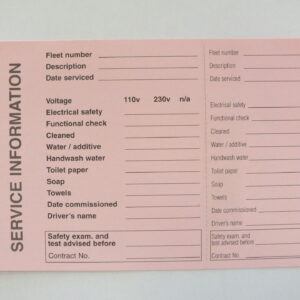 SERVICE INFORMATION
Fleet number
Description
Date serviced
Voltage 110v 230v n/a
Electrical safety
Functional check
Cleaned
Water / additive
Handwash water
Toilet paper
Soap
Towels
Date commissioned
Driver's name
Safety exam. and
test advised before
Contract No.
Fleet number
Description
Date serviced
Electrical safety
Functional check
Cleaned
Water / additive
Handwash water
Toilet paper
Soap
Towels
Date commissioned
Driver's name
Safety exam. and
test advised before
Contract No.